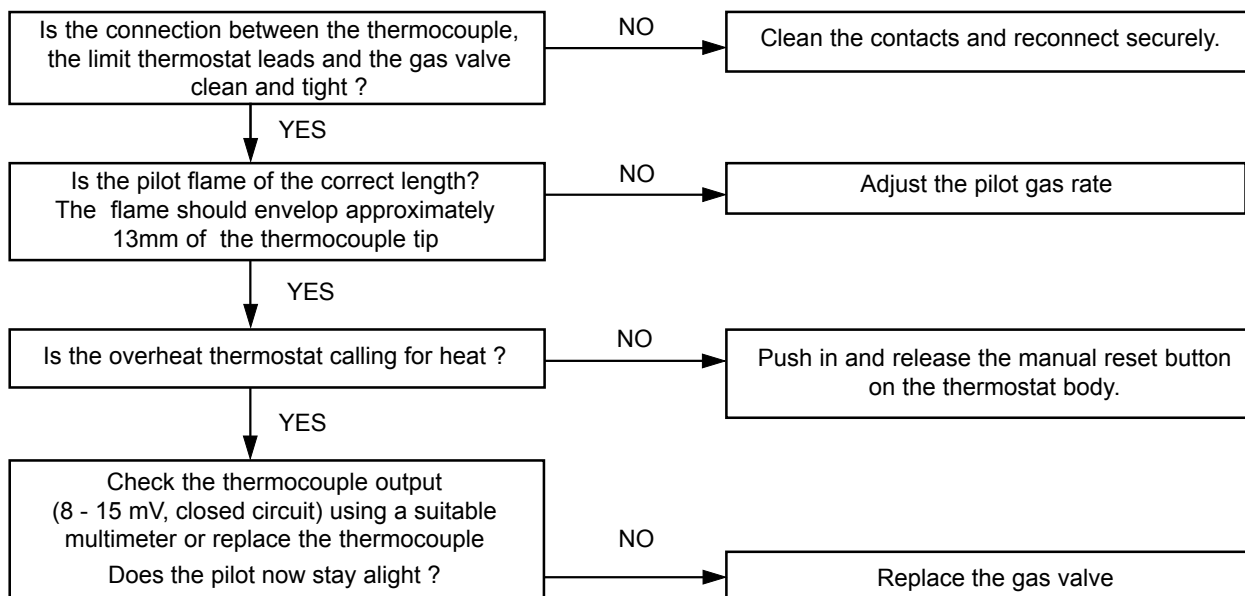 Is the connection between the thermocouple,
the limit thermostat leads and the gas valve
clean and tight ?
NO
Clean the contacts and reconnect securely.
YES
Is the pilot flame of the correct length?
The flame should envelop approximately
13mm of the thermocouple tip
NO
Adjust the pilot gas rate
YES
Is the overheat thermostat calling for heat ?
NO
Push in and release the manual reset button
on the thermostat body.
YES
Check the thermocouple output
(8 - 15 mV, closed circuit) using a suitable
multimeter or replace the thermocouple
Does the pilot now stay alight ?
NO
Replace the gas valve